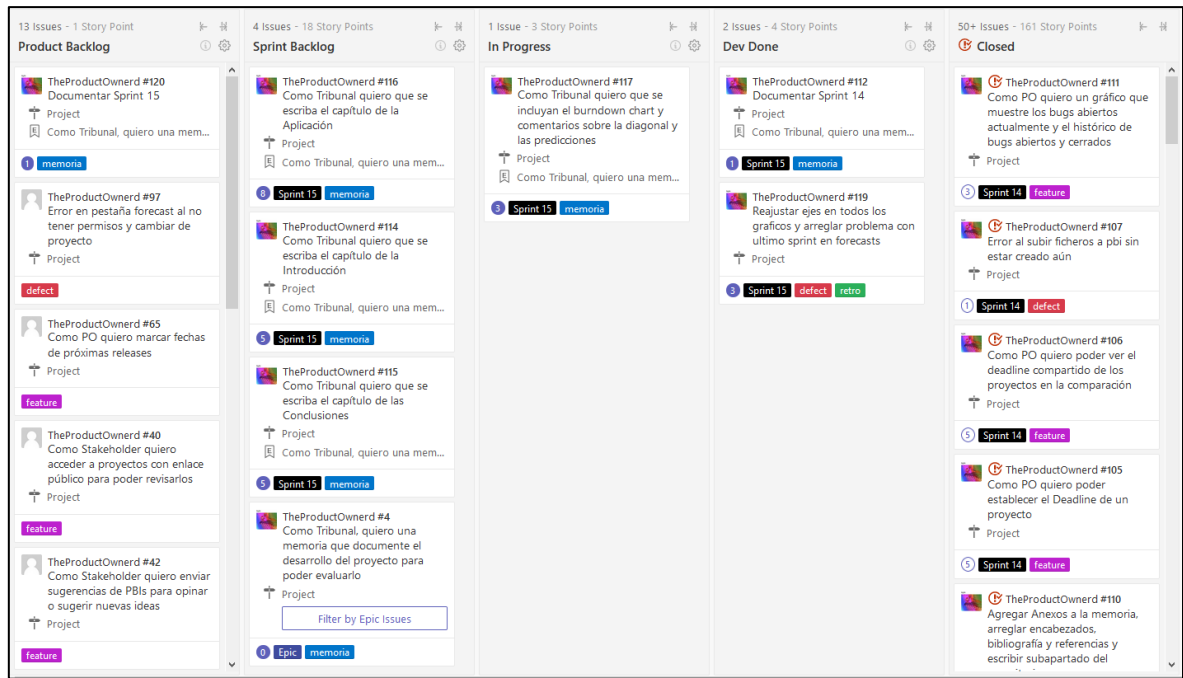 13 Issues - 1 Story Point
Product Backlog
TheProductOwnerd #120
Documentar Sprint 15
Project
E Como Tribunal, quiero una mem...
1 memoria
TheProductOwnerd #97
Error en pestaña forecast al no
tener permisos y cambiar de
proyecto
Project
defect
TheProductOwnerd #65
Como PO quiero marcar fechas
de próximas releases
Project
feature
TheProductOwnerd #40
Como Stakeholder quiero
acceder a proyectos con enlace
público para poder revisarlos
Project
feature
TheProductOwnerd #42
Como Stakeholder quiero enviar
sugerencias de PBIs para opinar
o sugerir nuevas ideas
Project
feature
4 Issues - 18 Story Points
Sprint Backlog
TheProductOwnerd #116
Como Tribunal quiero que se
escriba el capítulo de la
Aplicación
Project
E Como Tribunal, quiero una mem...
8 Sprint 15 memoria
TheProductOwnerd #114
Como Tribunal quiero que se
escriba el capítulo de la
Introducción
Project
E Como Tribunal, quiero una mem...
5 Sprint 15 memoria
TheProductOwnerd #115
Como Tribunal quiero que se
escriba el capítulo de las
Conclusiones
Project
E Como Tribunal, quiero una mem...
5 Sprint 15 memoria
TheProductOwnerd #4
Como Tribunal, quiero una
memoria que documente el
desarrollo del proyecto para
poder evaluarlo
Project
Filter by Epic Issues
0 Epic memoria
1 Issue - 3 Story Points
In Progress
TheProductOwnerd #117
Como Tribunal quiero que se
incluyan el burndown chart y
comentarios sobre la diagonal y
las predicciones
Project
E Como Tribunal, quiero una mem...
3 Sprint 15 memoria
2 Issues - 4 Story Points
Dev Done
TheProductOwnerd #112
Documentar Sprint 14
Project
E Como Tribunal, quiero una mem...
1 Sprint 15 memoria
TheProductOwnerd #119
Reajustar ejes en todos los
graficos y arreglar problema con
ultimo sprint en forecasts
Project
3 Sprint 15 defect retro
50+ Issues - 161 Story Points
Closed
TheProductOwnerd #111
Como PO quiero un gráfico que
muestre los bugs abiertos
actualmente y el histórico de
bugs abiertos y cerrados
Project
3 Sprint 14 feature
TheProductOwnerd #107
Error al subir ficheros a pbi sin
estar creado aún
Project
1 Sprint 14 defect
TheProductOwnerd #106
Como PO quiero poder ver el
deadline compartido de los
proyectos en la comparación
Project
5 Sprint 14 feature
TheProductOwnerd #105
Como PO quiero poder
establecer el Deadline de un
proyecto
Project
5 Sprint 14 feature
TheProductOwnerd #110
Agregar Anexos a la memoria,
arreglar encabezados,
bibliografía y referencias y
escribir subapartado del